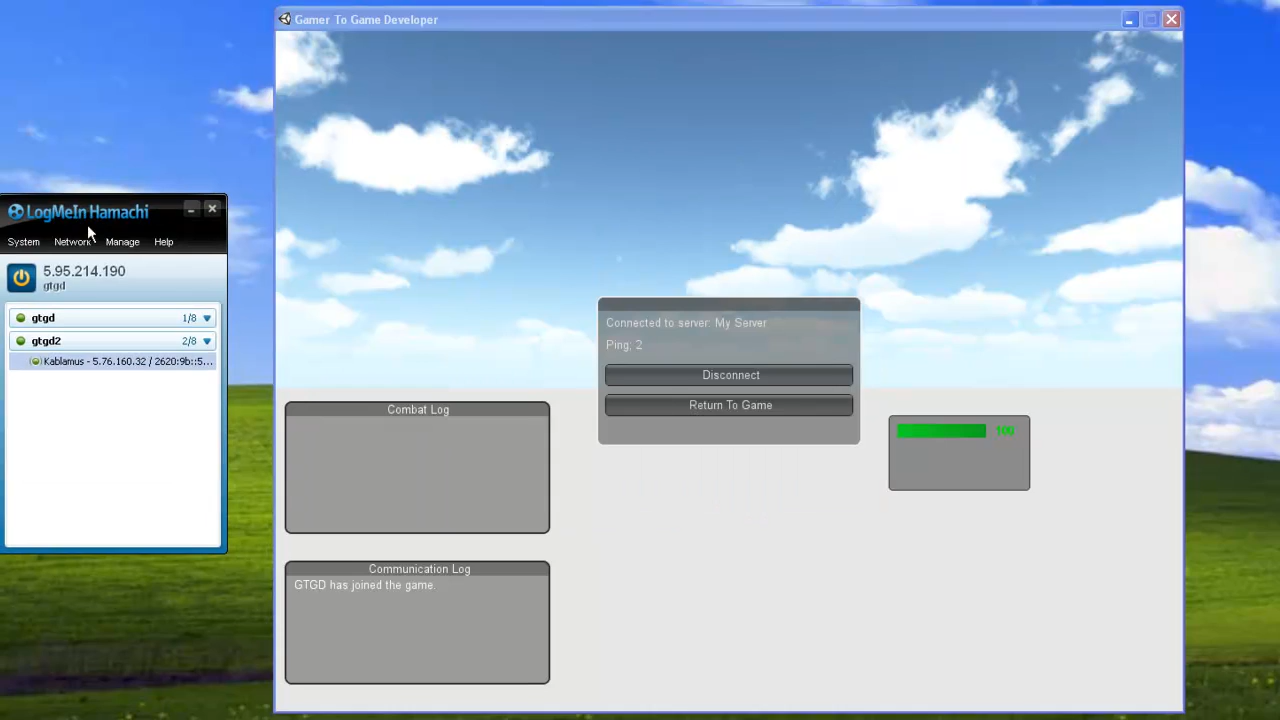 Gamer To Game Developer
LogMeIn Hamachi
System Network Manage Help
5.95.214.190
gtgd
gtgd 1/8
gtgd2 2/8
Kablamus - 5.76.160.32 / 2620:9b::5...
Connected to server: My Server
Ping: 2
Disconnect
Return To Game
100
Combat Log
Communication Log
GTGD has joined the game.